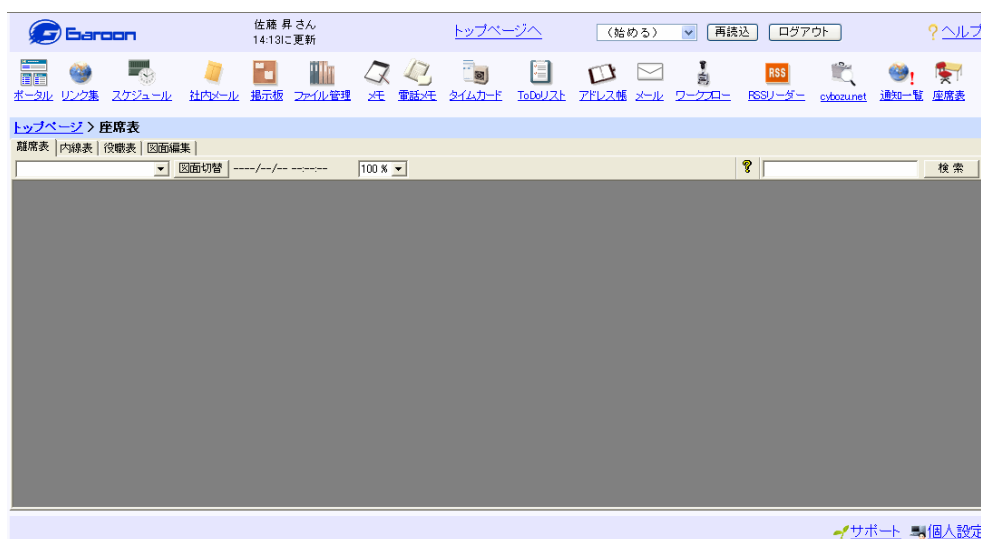 Garoon
佐藤 昇 さん
14:13に更新
トップページへ
(始める)
再読込
ログアウト
? ヘルプ
ポータル リンク集 スケジュール 社内メール 掲示板 ファイル管理 メモ 電話メモ タイムカード ToDoリスト アドレス帳 メール ワークフロー RSSリーダー cybozu.net 通知一覧 座席表
RSS
トップページ > 座席表
離席表 | 内線表 | 役職表 | 図面編集 |
図面切替 ----/--/-- --:--:-- 100 % ? 検 索
サポート 個人設定